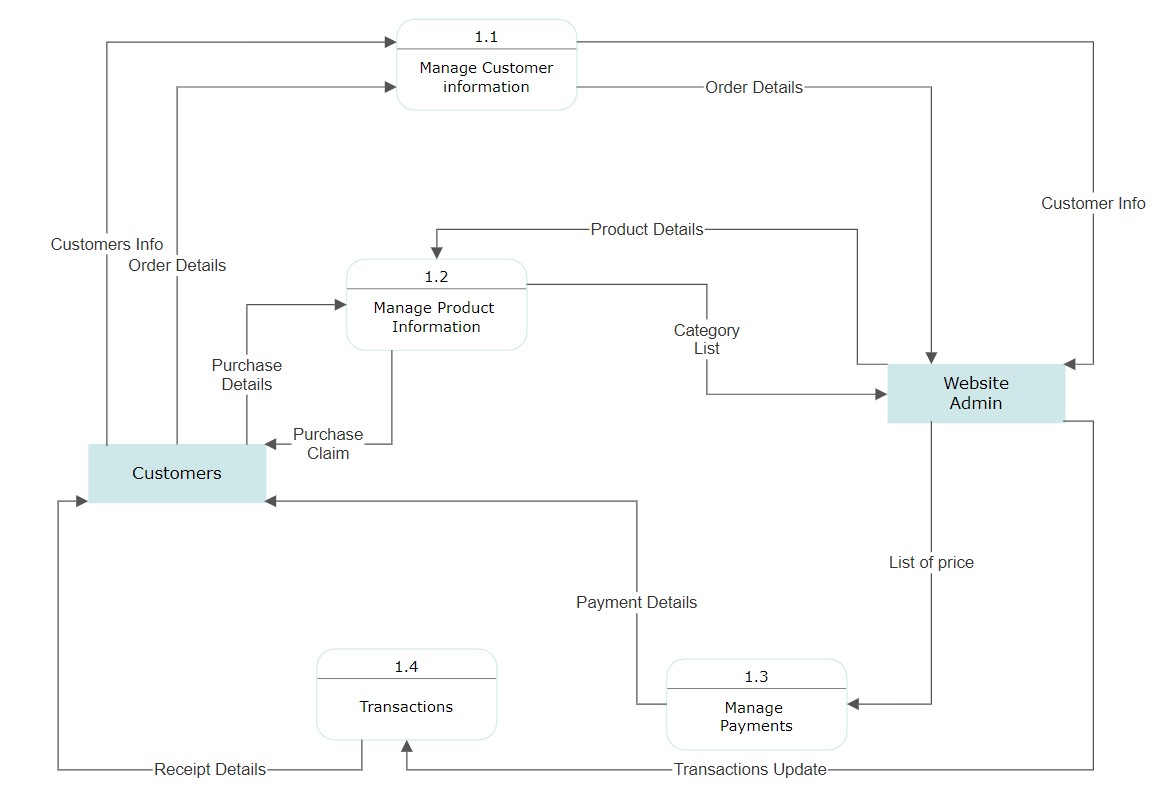 1.1
Manage Customer
information
Order Details
Customer Info
Product Details
Customers Info
Order Details
1.2
Manage Product
Information
Category
List
Purchase
Details
Website
Admin
Purchase
Claim
Customers
List of price
Payment Details
1.4
Transactions
1.3
Manage
Payments
Receipt Details
Transactions Update